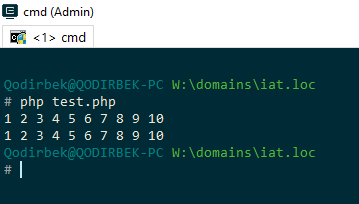 cmd (Admin)
<1> cmd
Qodirbek@QODIRBEK-PC W:\domains\iat.loc
# php test.php
1 2 3 4 5 6 7 8 9 10
1 2 3 4 5 6 7 8 9 10
Qodirbek@QODIRBEK-PC W:\domains\iat.loc
#